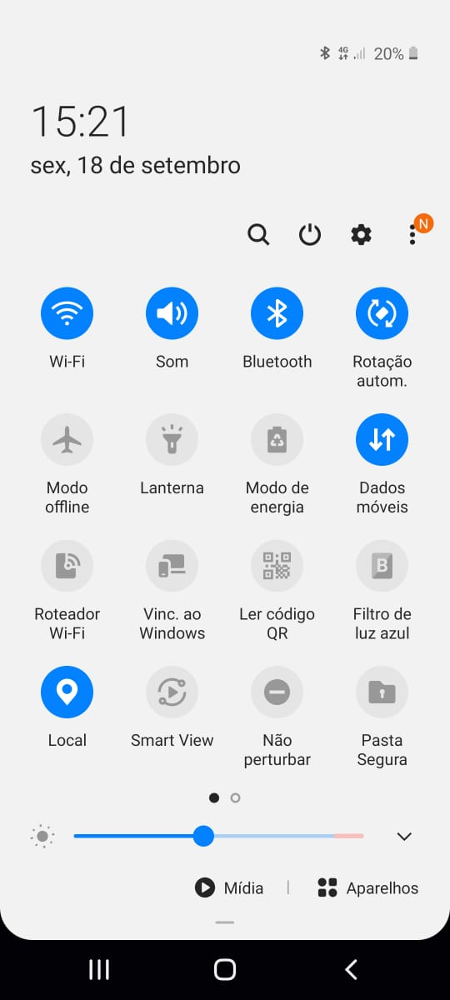 4G 20%
15:21
sex, 18 de setembro
N
Wi-Fi Som Bluetooth Rotação
autom.
Modo Lanterna Modo de Dados
offline energia móveis
B
Roteador Vinc. ao Ler código Filtro de
Wi-Fi Windows QR luz azul
Local Smart View Não Pasta
perturbar Segura
Mídia | Aparelhos